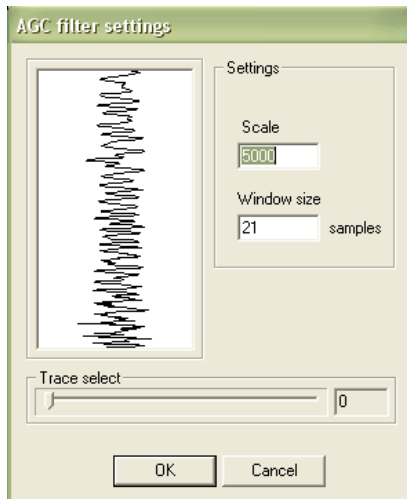 AGC filter settings
Settings
Scale
5000
Window size
21 samples
Trace select
0
OK Cancel